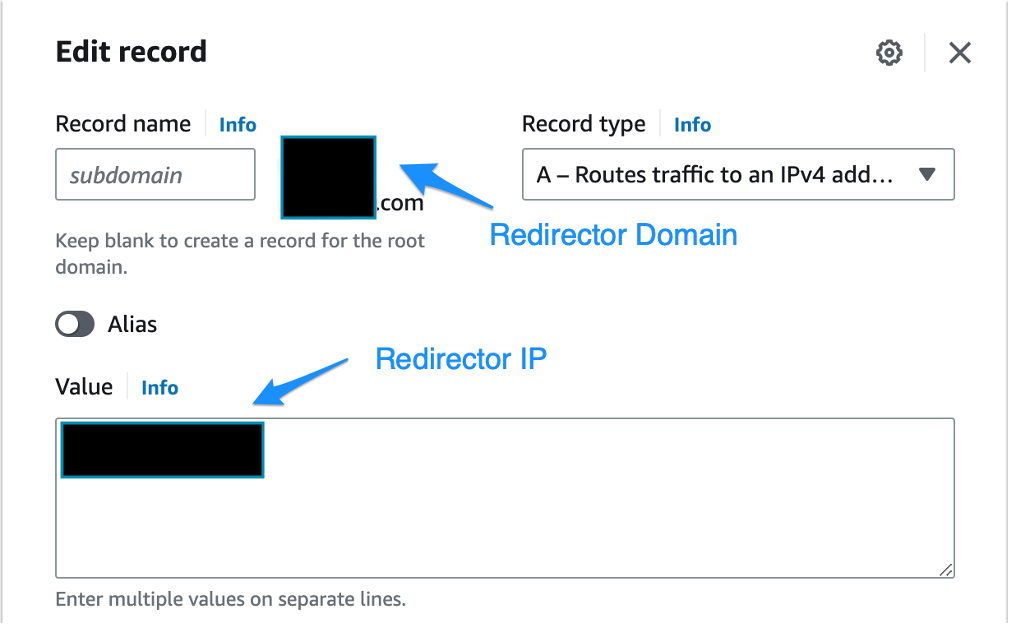 Edit record
Record name Info
Record type Info
subdomain
.com
A – Routes traffic to an IPv4 add...
Redirector Domain
Keep blank to create a record for the root
domain.
Alias
Redirector IP
Value Info
Enter multiple values on separate lines.